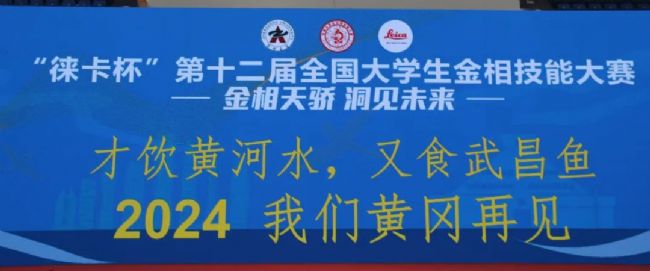 Leica
“徕卡杯”第十二届全国大学生金相技能大赛
— 金相天骄 洞见未来 —
才饮黄河水，又食武昌鱼
2024 我们黄冈再见